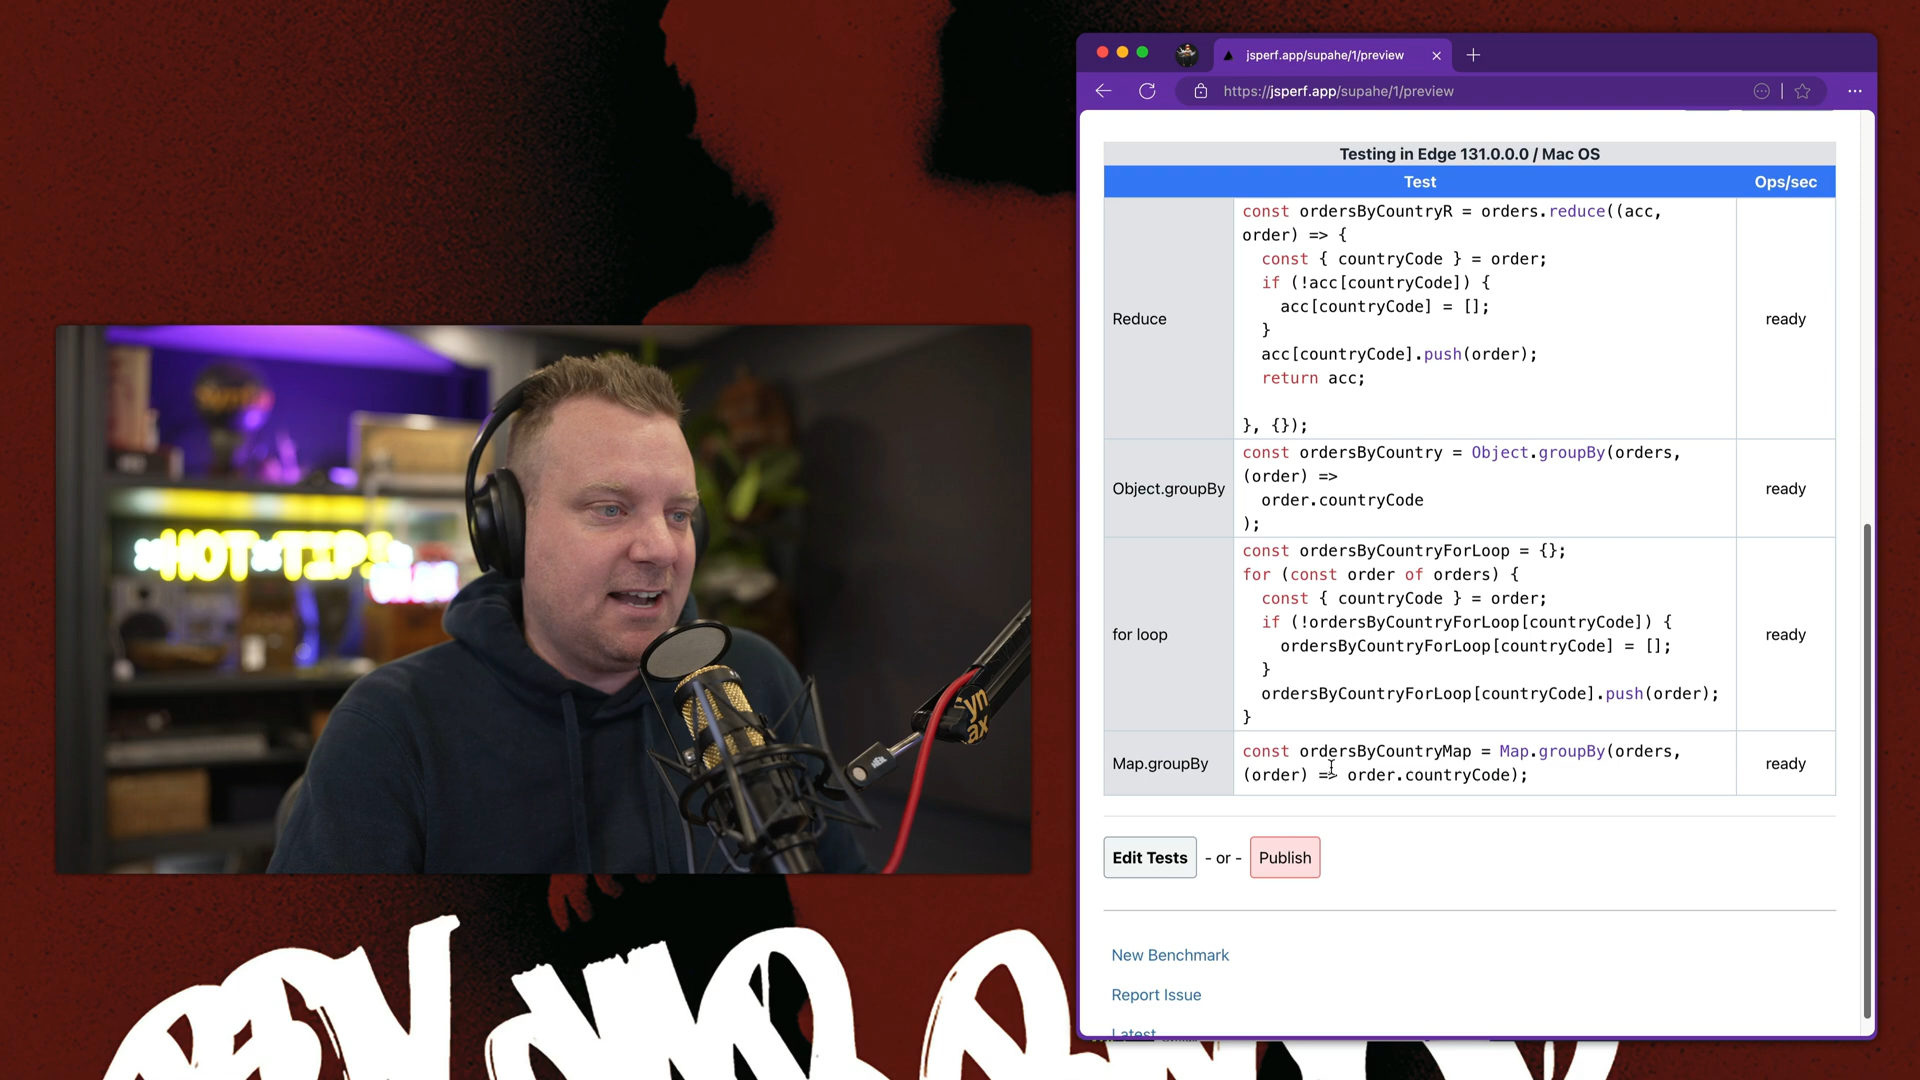 jsperf.app/supahe/1/preview
https://jsperf.app/supahe/1/preview
Testing in Edge 131.0.0.0 / Mac OS
Test
Ops/sec
Reduce
const ordersByCountryR = orders.reduce((acc,
order) => {
const { countryCode } = order;
if (!acc[countryCode]) {
acc[countryCode] = [];
}
acc[countryCode].push(order);
return acc;
}, {});
ready
Object.groupBy
const ordersByCountry = Object.groupBy(orders,
(order) =>
order.countryCode
);
ready
for loop
const ordersByCountryForLoop = {};
for (const order of orders) {
const { countryCode } = order;
if (!ordersByCountryForLoop[countryCode]) {
ordersByCountryForLoop[countryCode] = [];
}
ordersByCountryForLoop[countryCode].push(order);
}
ready
Map.groupBy
const ordersByCountryMap = Map.groupBy(orders,
(order) => order.countryCode);
ready
Edit Tests
- or -
Publish
New Benchmark
Report Issue
Latest
HOT TIPS
Syn
ax